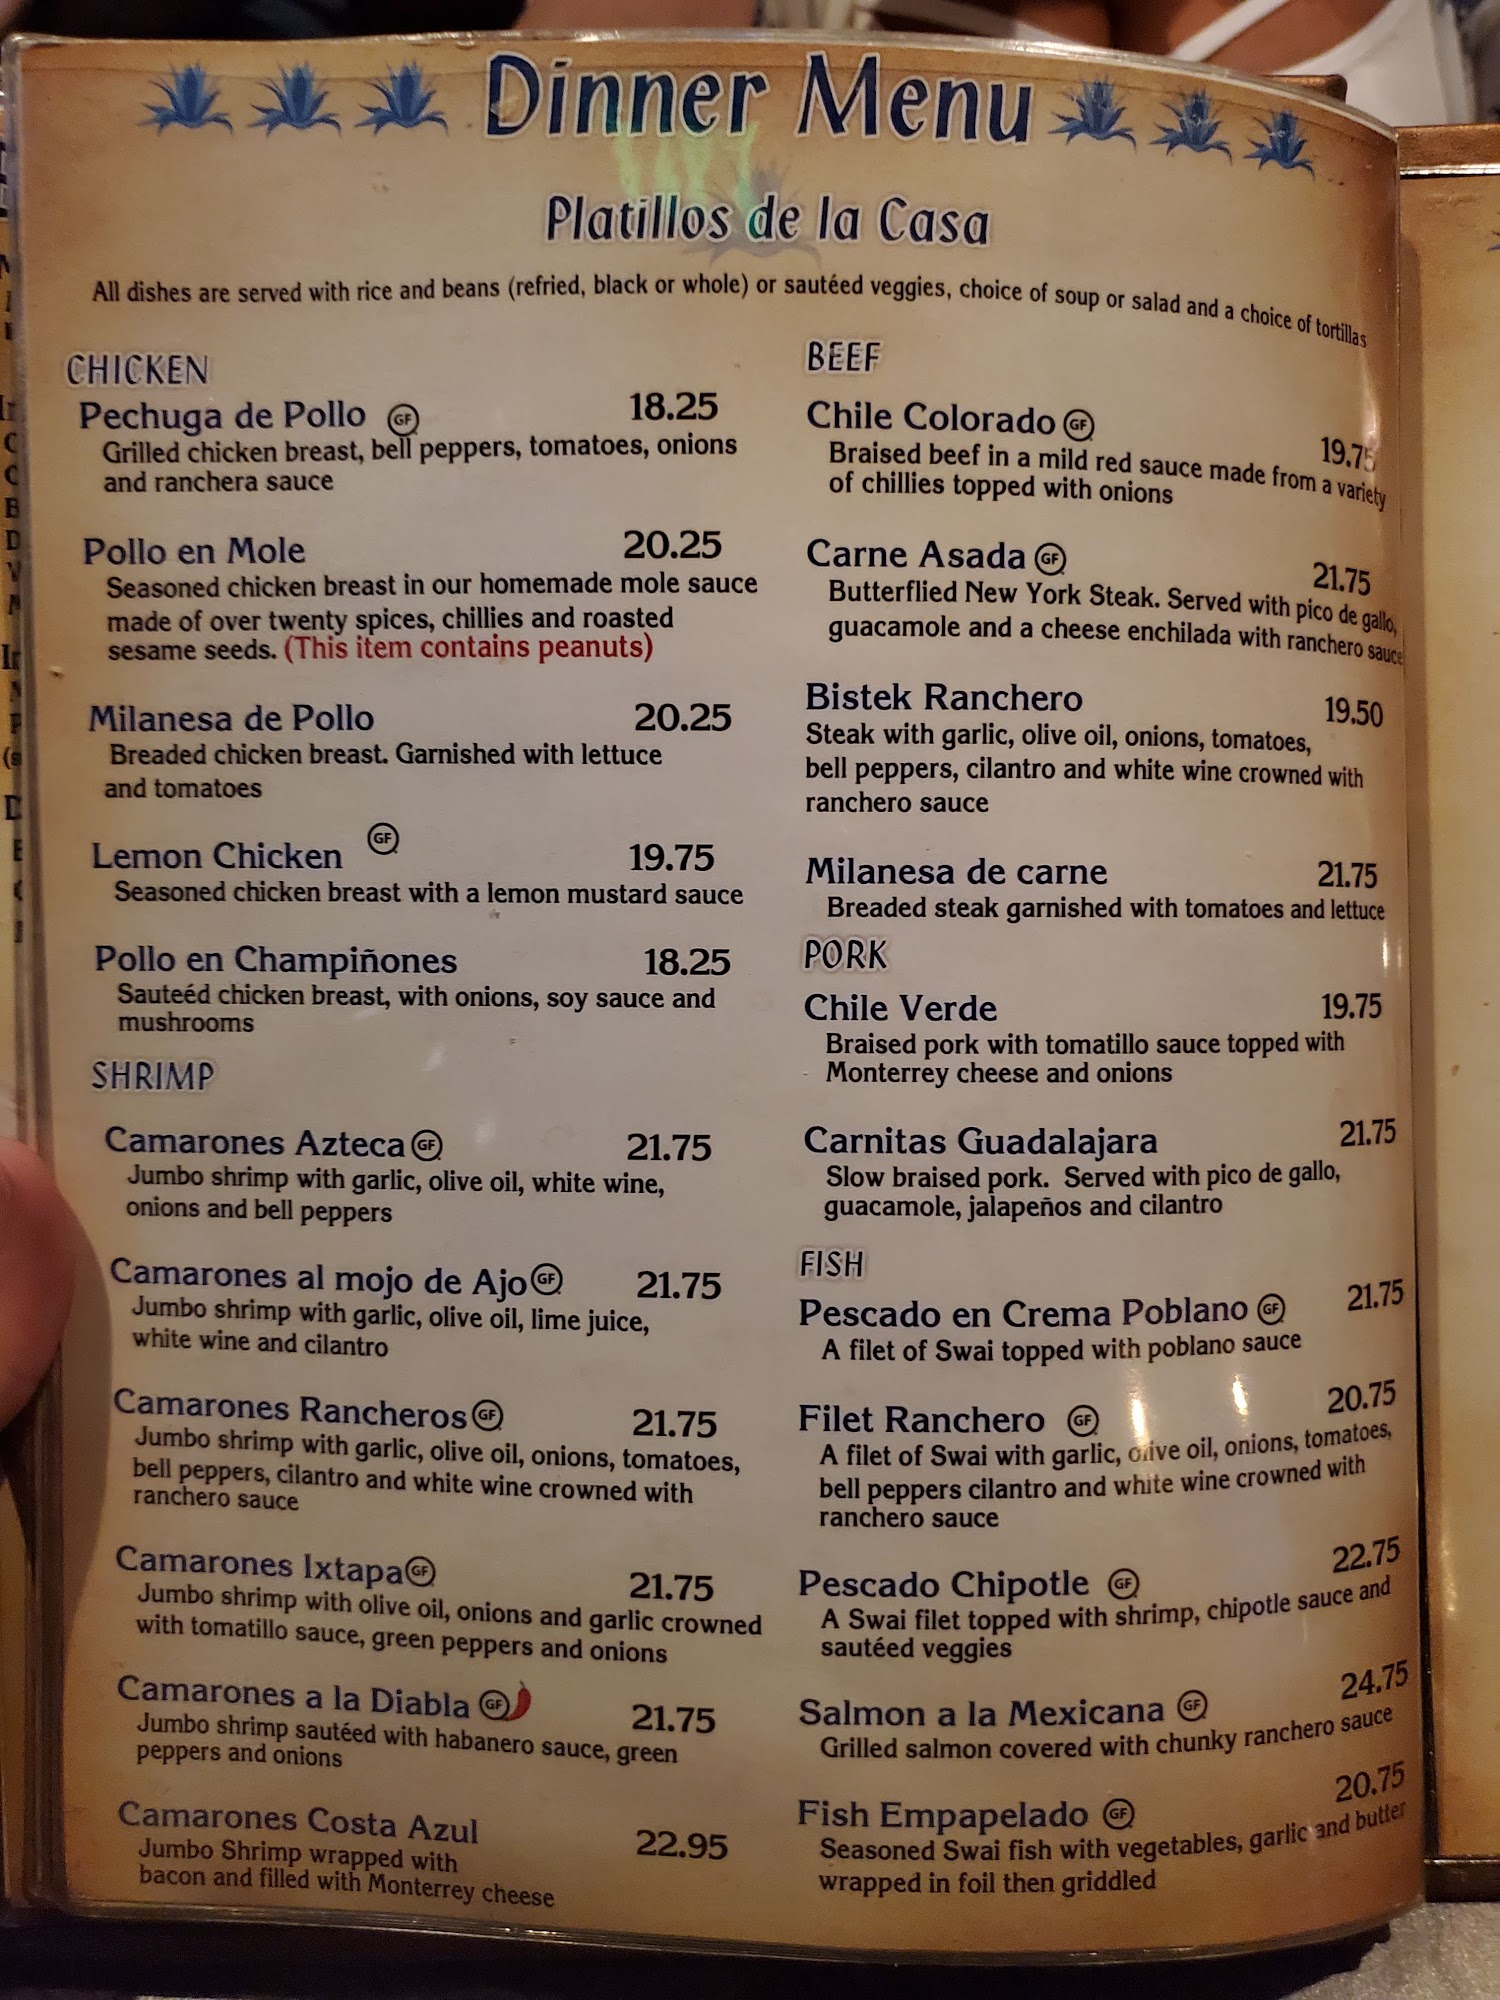 Dinner Menu
Platillos de la Casa
All dishes are served with rice and beans (refried, black or whole) or sautéed veggies, choice of soup or salad and a choice of tortillas
CHICKEN
Pechuga de Pollo GF 18.25
Grilled chicken breast, bell peppers, tomatoes, onions
and ranchera sauce
Pollo en Mole 20.25
Seasoned chicken breast in our homemade mole sauce
made of over twenty spices, chillies and roasted
sesame seeds. (This item contains peanuts)
Milanesa de Pollo 20.25
Breaded chicken breast. Garnished with lettuce
and tomatoes
Lemon Chicken GF 19.75
Seasoned chicken breast with a lemon mustard sauce
Pollo en Champiñones 18.25
Sauteéd chicken breast, with onions, soy sauce and
mushrooms
SHRIMP
Camarones Azteca GF 21.75
Jumbo shrimp with garlic, olive oil, white wine,
onions and bell peppers
Camarones al mojo de Ajo GF 21.75
Jumbo shrimp with garlic, olive oil, lime juice,
white wine and cilantro
Camarones Rancheros GF 21.75
Jumbo shrimp with garlic, olive oil, onions, tomatoes,
bell peppers, cilantro and white wine crowned with
ranchero sauce
Camarones Ixtapa GF 21.75
Jumbo shrimp with olive oil, onions and garlic crowned
with tomatillo sauce, green peppers and onions
Camarones a la Diabla GF 21.75
Jumbo shrimp sautéed with habanero sauce, green
peppers and onions
Camarones Costa Azul 22.95
Jumbo Shrimp wrapped with
bacon and filled with Monterrey cheese
BEEF
Chile Colorado GF 19.75
Braised beef in a mild red sauce made from a variety
of chillies topped with onions
Carne Asada GF 21.75
Butterflied New York Steak. Served with pico de gallo,
guacamole and a cheese enchilada with ranchero sauce
Bistek Ranchero 19.50
Steak with garlic, olive oil, onions, tomatoes,
bell peppers, cilantro and white wine crowned with
ranchero sauce
Milanesa de carne 21.75
Breaded steak garnished with tomatoes and lettuce
PORK
Chile Verde 19.75
Braised pork with tomatillo sauce topped with
Monterrey cheese and onions
Carnitas Guadalajara 21.75
Slow braised pork. Served with pico de gallo,
guacamole, jalapeños and cilantro
FISH
Pescado en Crema Poblano GF 21.75
A filet of Swai topped with poblano sauce
Filet Ranchero GF 20.75
A filet of Swai with garlic, olive oil, onions, tomatoes,
bell peppers cilantro and white wine crowned with
ranchero sauce
Pescado Chipotle GF 22.75
A Swai filet topped with shrimp, chipotle sauce and
sautéed veggies
Salmon a la Mexicana GF 24.75
Grilled salmon covered with chunky ranchero sauce
Fish Empapelado GF 20.75
Seasoned Swai fish with vegetables, garlic and butter
wrapped in foil then griddled